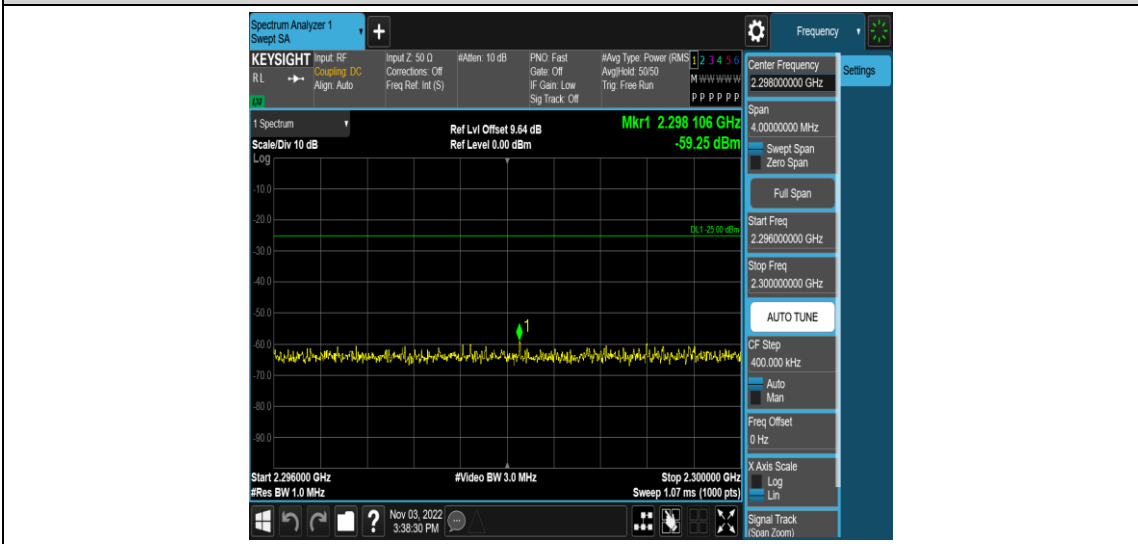 Spectrum Analyzer 1
Swept SA
+
Frequency
KEYSIGHT
RL
LXI
Input: RF
Coupling: DC
Align: Auto
Input Z: 50 Ω
Corrections: Off
Freq Ref: Int (S)
#Atten: 10 dB
PNO: Fast
Gate: Off
IF Gain: Low
Sig Track: Off
#Avg Type: Power (RMS
Avg|Hold: 50/50
Trig: Free Run
1 2 3 4 5 6
M W W W W W
P P P P P P
1 Spectrum
Scale/Div 10 dB
Log
Ref Lvl Offset 9.64 dB
Ref Level 0.00 dBm
Mkr1 2.298 106 GHz
-59.25 dBm
-10.0
-20.0
DL1 -25.00 dBm
-30.0
-40.0
-50.0
1
-60.0
-70.0
-80.0
-90.0
Start 2.296000 GHz
#Res BW 1.0 MHz
#Video BW 3.0 MHz
Stop 2.300000 GHz
Sweep 1.07 ms (1000 pts)
?
Nov 03, 2022
3:38:30 PM
Center Frequency
2.298000000 GHz
Settings
Span
4.00000000 MHz
Swept Span
Zero Span
Full Span
Start Freq
2.296000000 GHz
Stop Freq
2.300000000 GHz
AUTO TUNE
CF Step
400.000 kHz
Auto
Man
Freq Offset
0 Hz
X Axis Scale
Log
Lin
Signal Track
(Span Zoom)